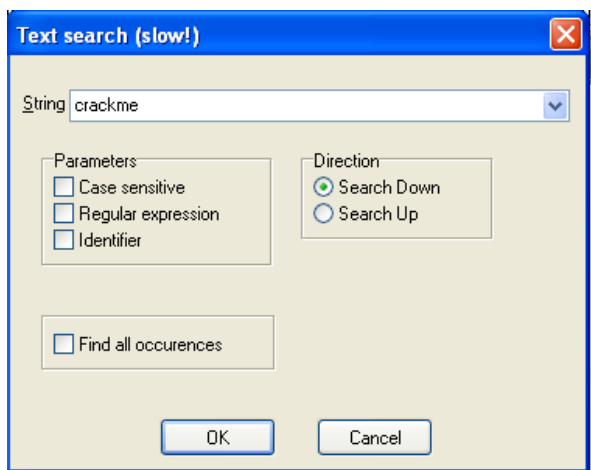 Text search (slow!)
String crackme
Parameters
Case sensitive
Regular expression
Identifier
Direction
Search Down
Search Up
Find all occurences
OK
Cancel